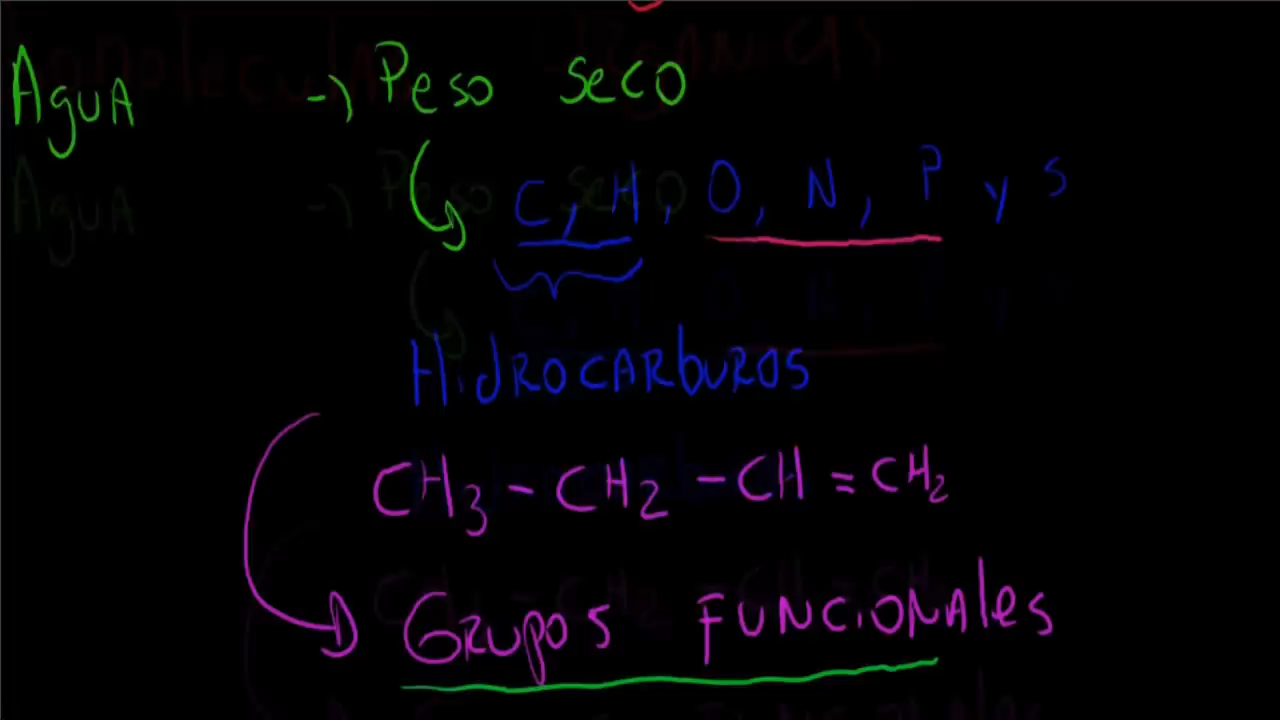 Agua → Peso seco
C, H, O, N, P y S
Hidrocarburos
CH3 - CH2 - CH = CH2
Grupos Funcionales